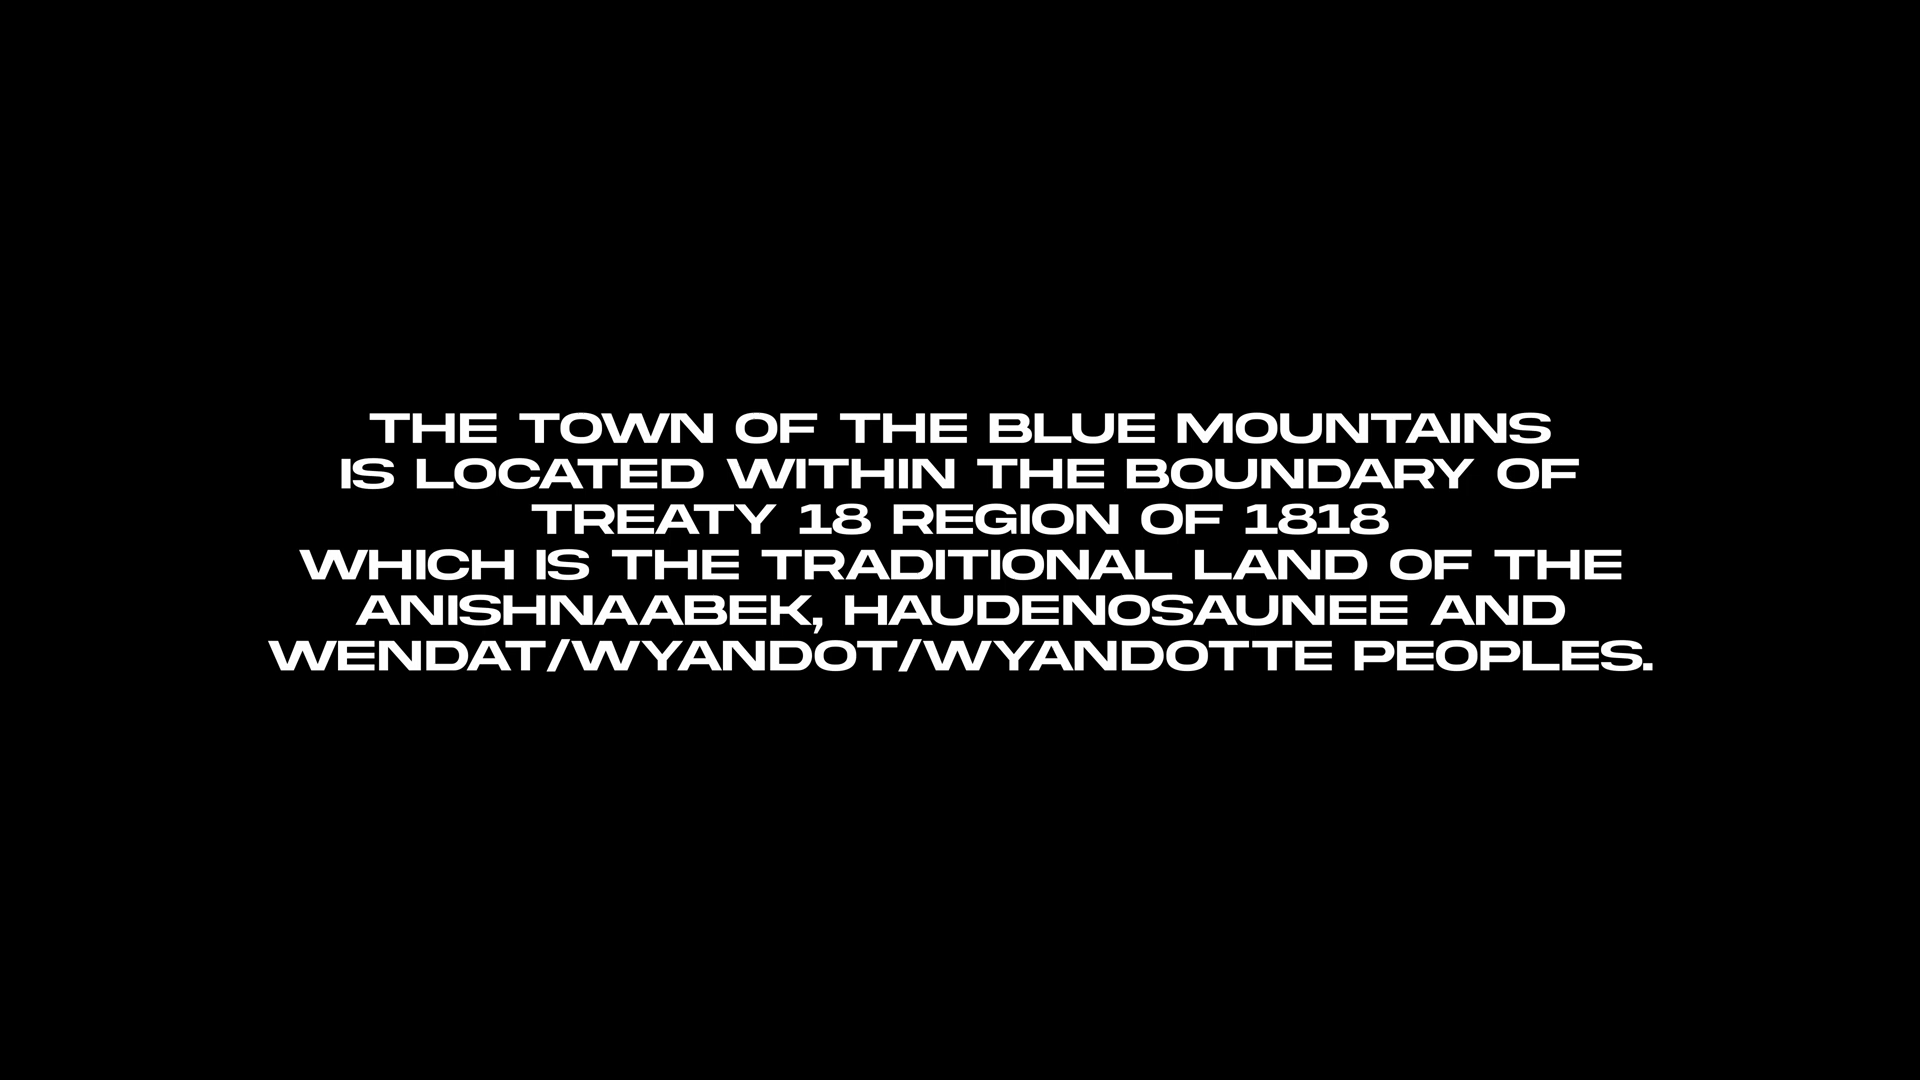 THE TOWN OF THE BLUE MOUNTAINS
IS LOCATED WITHIN THE BOUNDARY OF
TREATY 18 REGION OF 1818
WHICH IS THE TRADITIONAL LAND OF THE
ANISHNAABEK, HAUDENOSAUNEE AND
WENDAT/WYANDOT/WYANDOTTE PEOPLES.